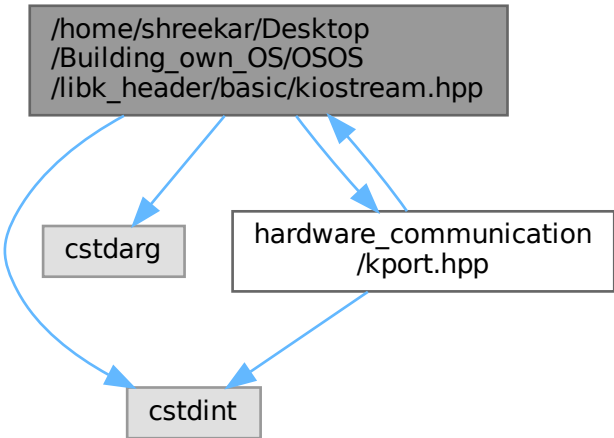 /home/shreekar/Desktop
/Building_own_OS/OSOS
/libk_header/basic/kiostream.hpp
cstdarg
hardware_communication
/kport.hpp
cstdint